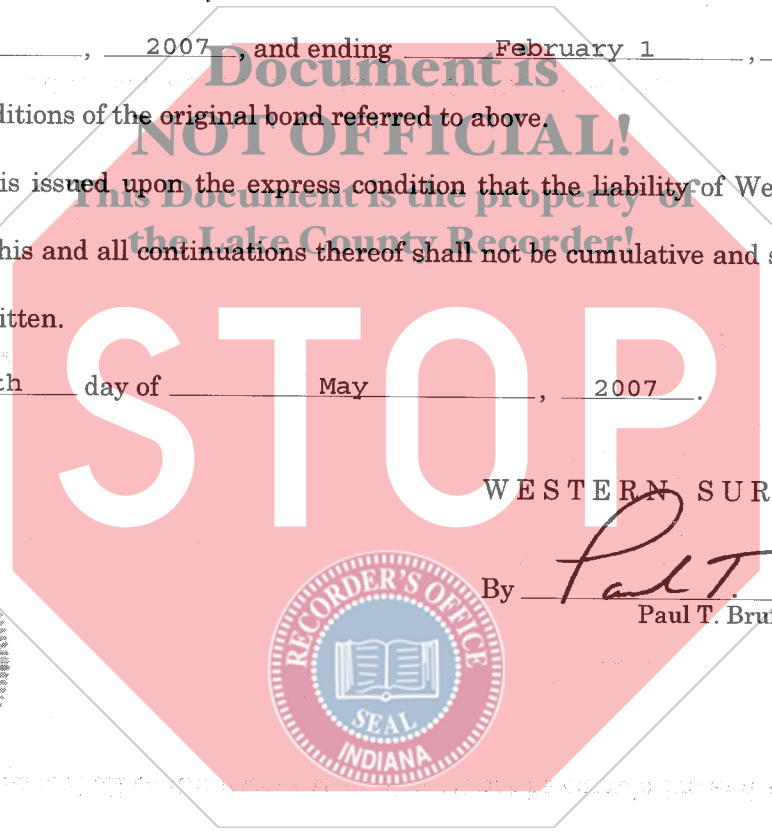 , 2007, and ending February 1,
Document is
ditions of the original bond referred to above.
NOT OFFICIAL!
is issued upon the express condition that the liability of We
This Document is the property of
his and all continuations thereof shall not be cumulative and s
the Lake County Recorder!
itten.
STOP
th day of May, 2007.
WESTERN SUR
By Paul T.
Paul T. Bru
RECORDER'S OFFICE
SEAL
INDIANA